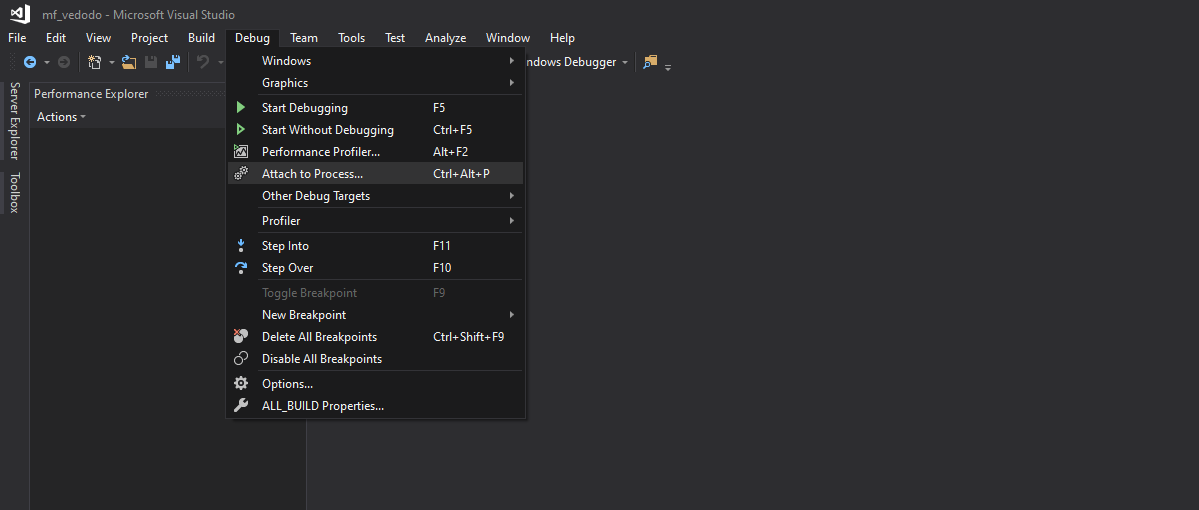 mf_vedodo - Microsoft Visual Studio
File Edit View Project Build Debug Team Tools Test Analyze Window Help
Windows
Debugger
Server Explorer
Toolbox
Performance Explorer
Actions
Graphics
Start Debugging F5
Start Without Debugging Ctrl+F5
Performance Profiler... Alt+F2
Attach to Process... Ctrl+Alt+P
Other Debug Targets
Profiler
Step Into F11
Step Over F10
Toggle Breakpoint F9
New Breakpoint
Delete All Breakpoints Ctrl+Shift+F9
Disable All Breakpoints
Options...
ALL_BUILD Properties...